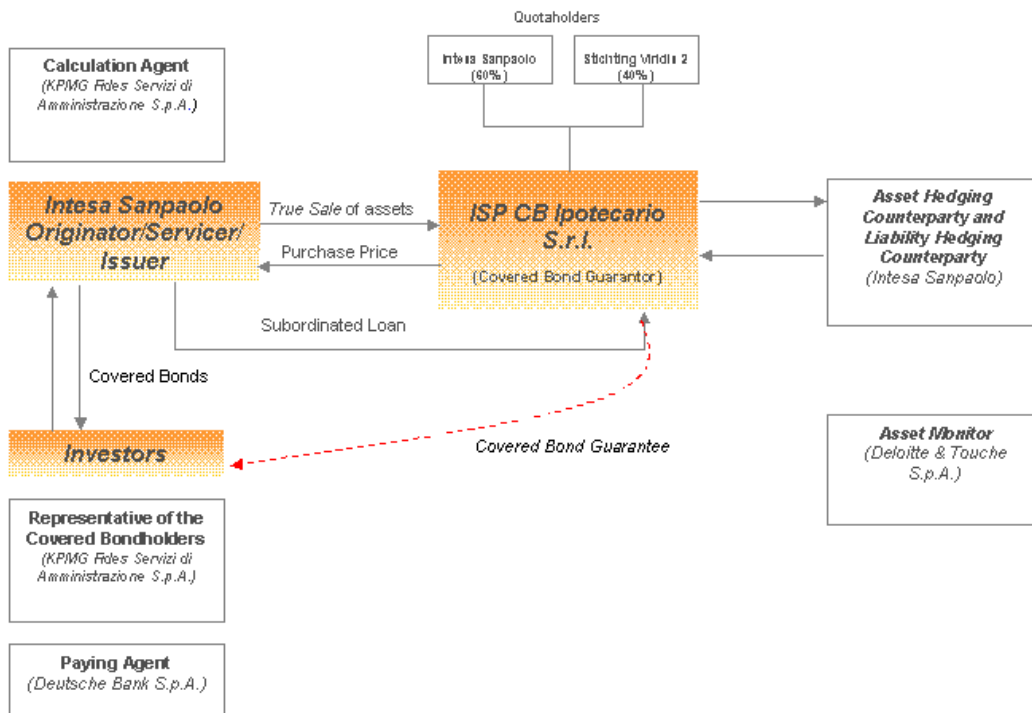 Quotaholders
Intesa Sanpaolo
(60%)
Stichting Viridis 2
(40%)
Calculation Agent
(KPMG Fides Servizi di
Amministrazione S.p.A.)
Intesa Sanpaolo
Originator/Servicer/
Issuer
True Sale of assets
Purchase Price
Subordinated Loan
ISP CB Ipotecario
S.r.l.
(Covered Bond Guarantor)
Asset Hedging
Counterparty and
Liability Hedging
Counterparty
(Intesa Sanpaolo)
Covered Bonds
Investors
Covered Bond Guarantee
Asset Monitor
(Deloitte & Touche
S.p.A.)
Representative of the
Covered Bondholders
(KPMG Fides Servizi di
Amministrazione S.p.A.)
Paying Agent
(Deutsche Bank S.p.A.)